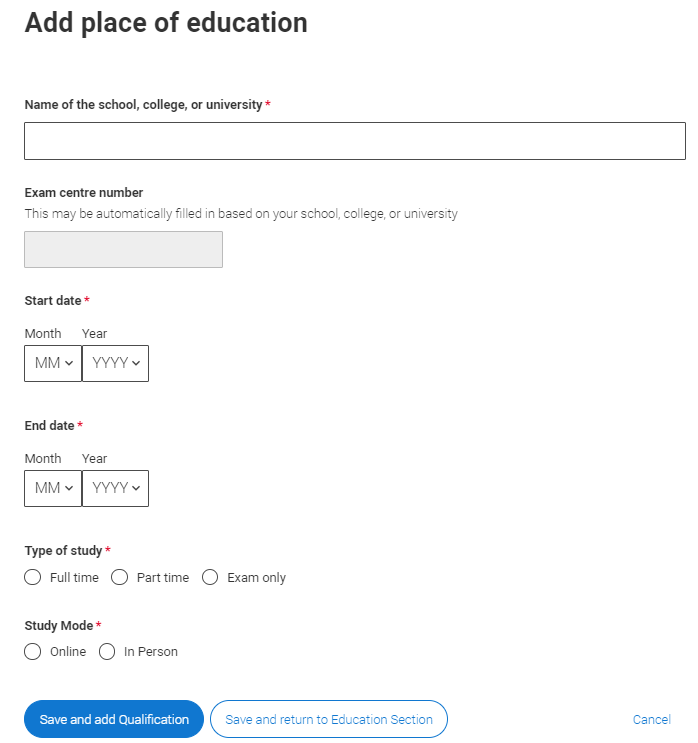 Add place of education
Name of the school, college, or university *
Exam centre number
This may be automatically filled in based on your school, college, or university
Start date *
Month Year
MM YYYY
End date *
Month Year
MM YYYY
Type of study *
Full time Part time Exam only
Study Mode *
Online In Person
Save and add Qualification Save and return to Education Section Cancel